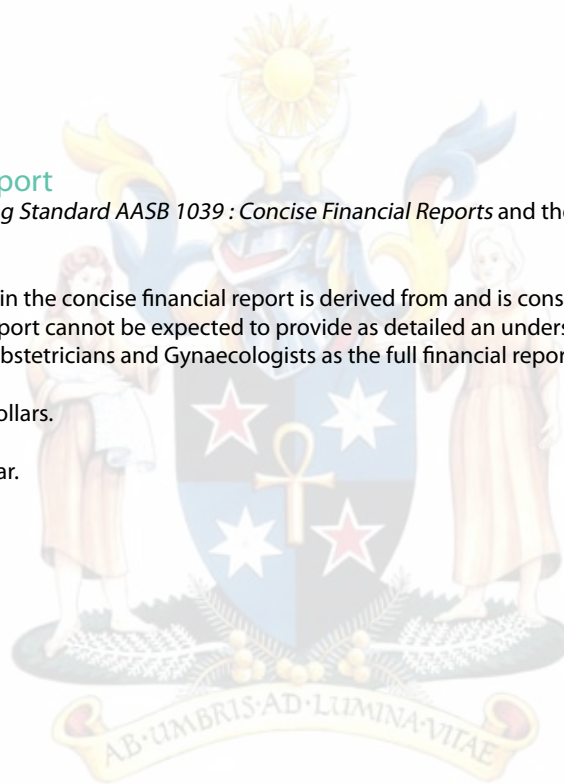 port
g Standard AASB 1039 : Concise Financial Reports and the
in the concise financial report is derived from and is cons
port cannot be expected to provide as detailed an unders
bstetricians and Gynaecologists as the full financial repor
ollars.
ar.
AB·UMBRIS·AD·LUMINA·VITAE